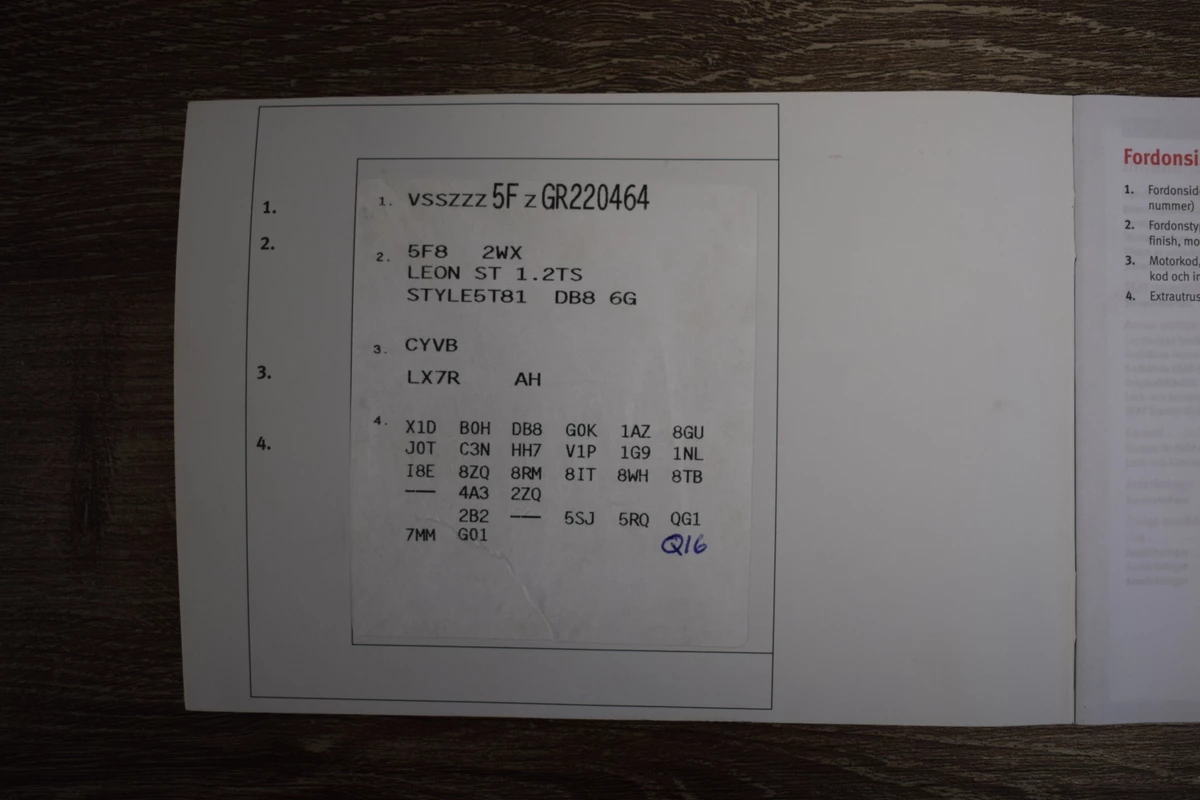 1.
2.
3.
4.
1. VSSZZZ 5F Z GR220464
2. 5F8 2WX
LEON ST 1.2TS
STYLE5T81 DB8 6G
3. CYVB
LX7R AH
4. X1D B0H DB8 G0K 1AZ 8GU
J0T C3N HH7 V1P 1G9 1NL
I8E 8ZQ 8RM 8IT 8WH 8TB
--- 4A3 2ZQ
2B2 --- 5SJ 5RQ QG1
7MM G01
Q16
Fordonsi
1. Fordonsid
nummer)
2. Fordonsty
finish, mo
3. Motorkod,
kod och in
4. Extrautrus